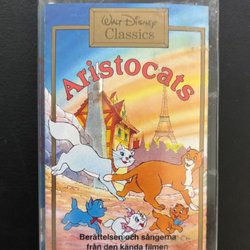 WALT DISNEY
Classics
Aristocats
Berättelsen och sångerna
från den kända filmen